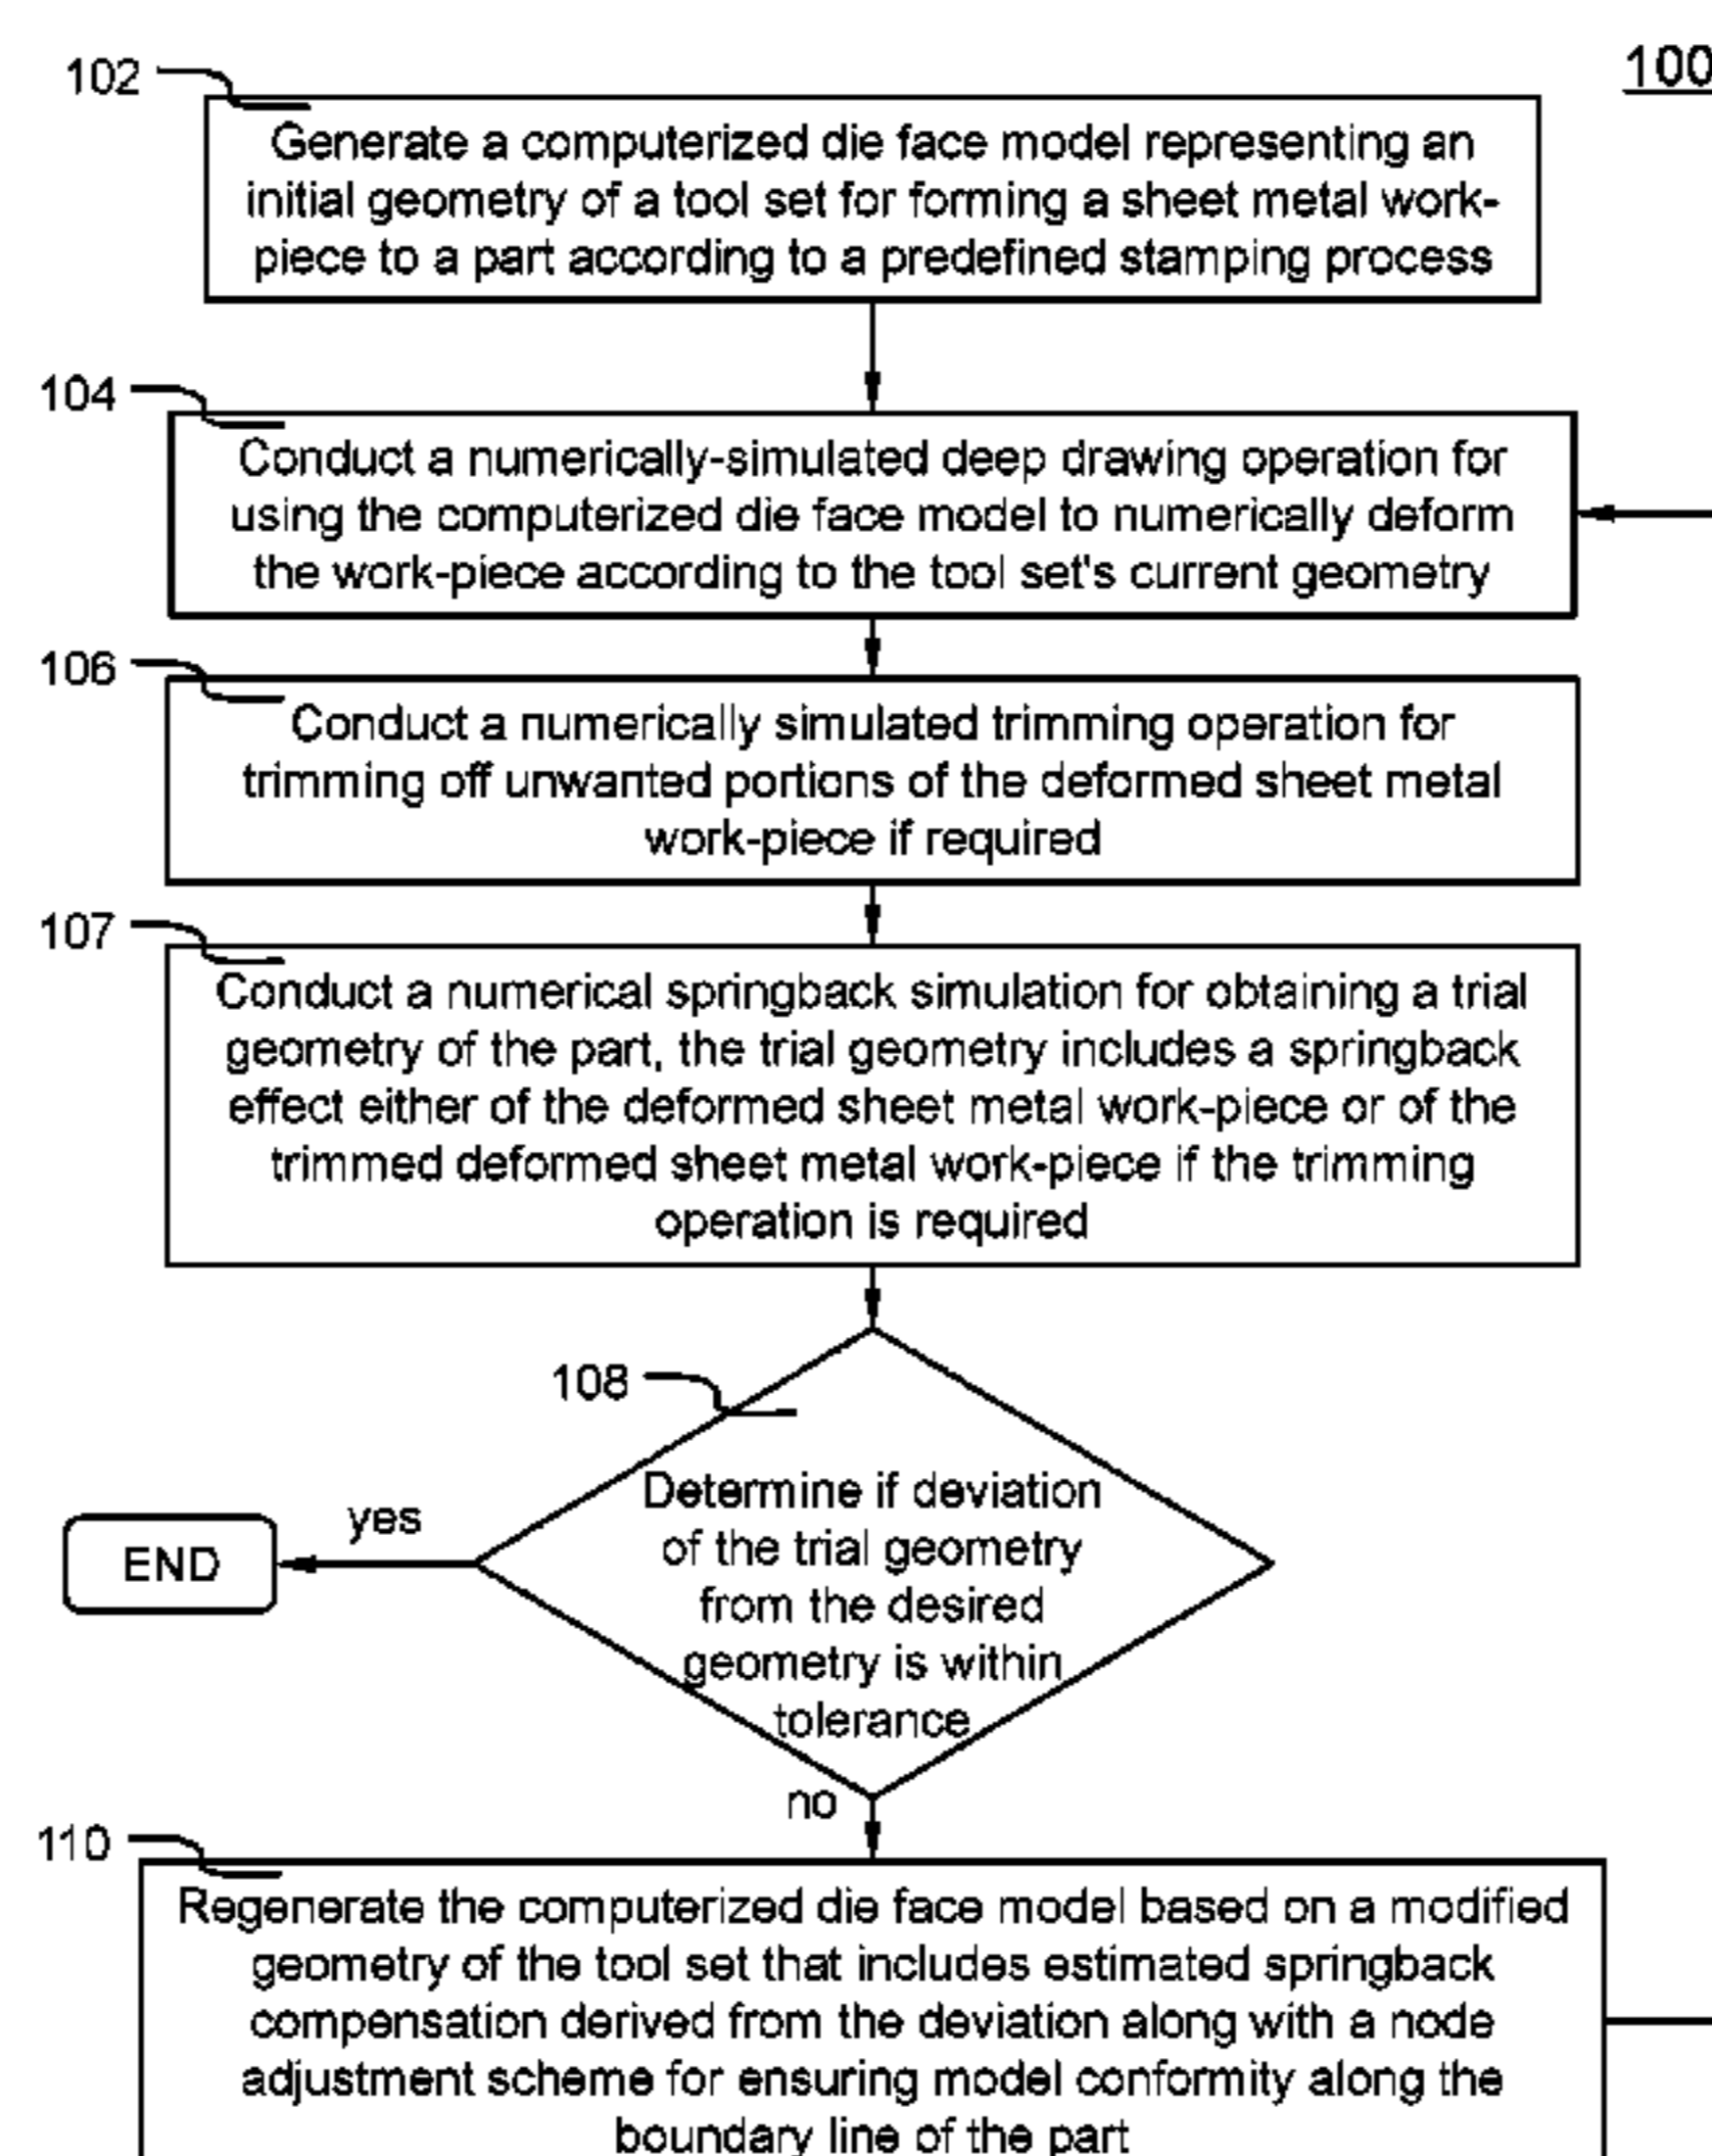 100
102
Generate a computerized die face model representing an
initial geometry of a tool set for forming a sheet metal work-
piece to a part according to a predefined stamping process
104
Conduct a numerically-simulated deep drawing operation for
using the computerized die face model to numerically deform
the work-piece according to the tool set's current geometry
106
Conduct a numerically simulated trimming operation for
trimming off unwanted portions of the deformed sheet metal
work-piece if required
107
Conduct a numerical springback simulation for obtaining a trial
geometry of the part, the trial geometry includes a springback
effect either of the deformed sheet metal work-piece or of the
trimmed deformed sheet metal work-piece if the trimming
operation is required
108
Determine if deviation
of the trial geometry
from the desired
geometry is within
tolerance
yes
END
no
110
Regenerate the computerized die face model based on a modified
geometry of the tool set that includes estimated springback
compensation derived from the deviation along with a node
adjustment scheme for ensuring model conformity along the
boundary line of the part